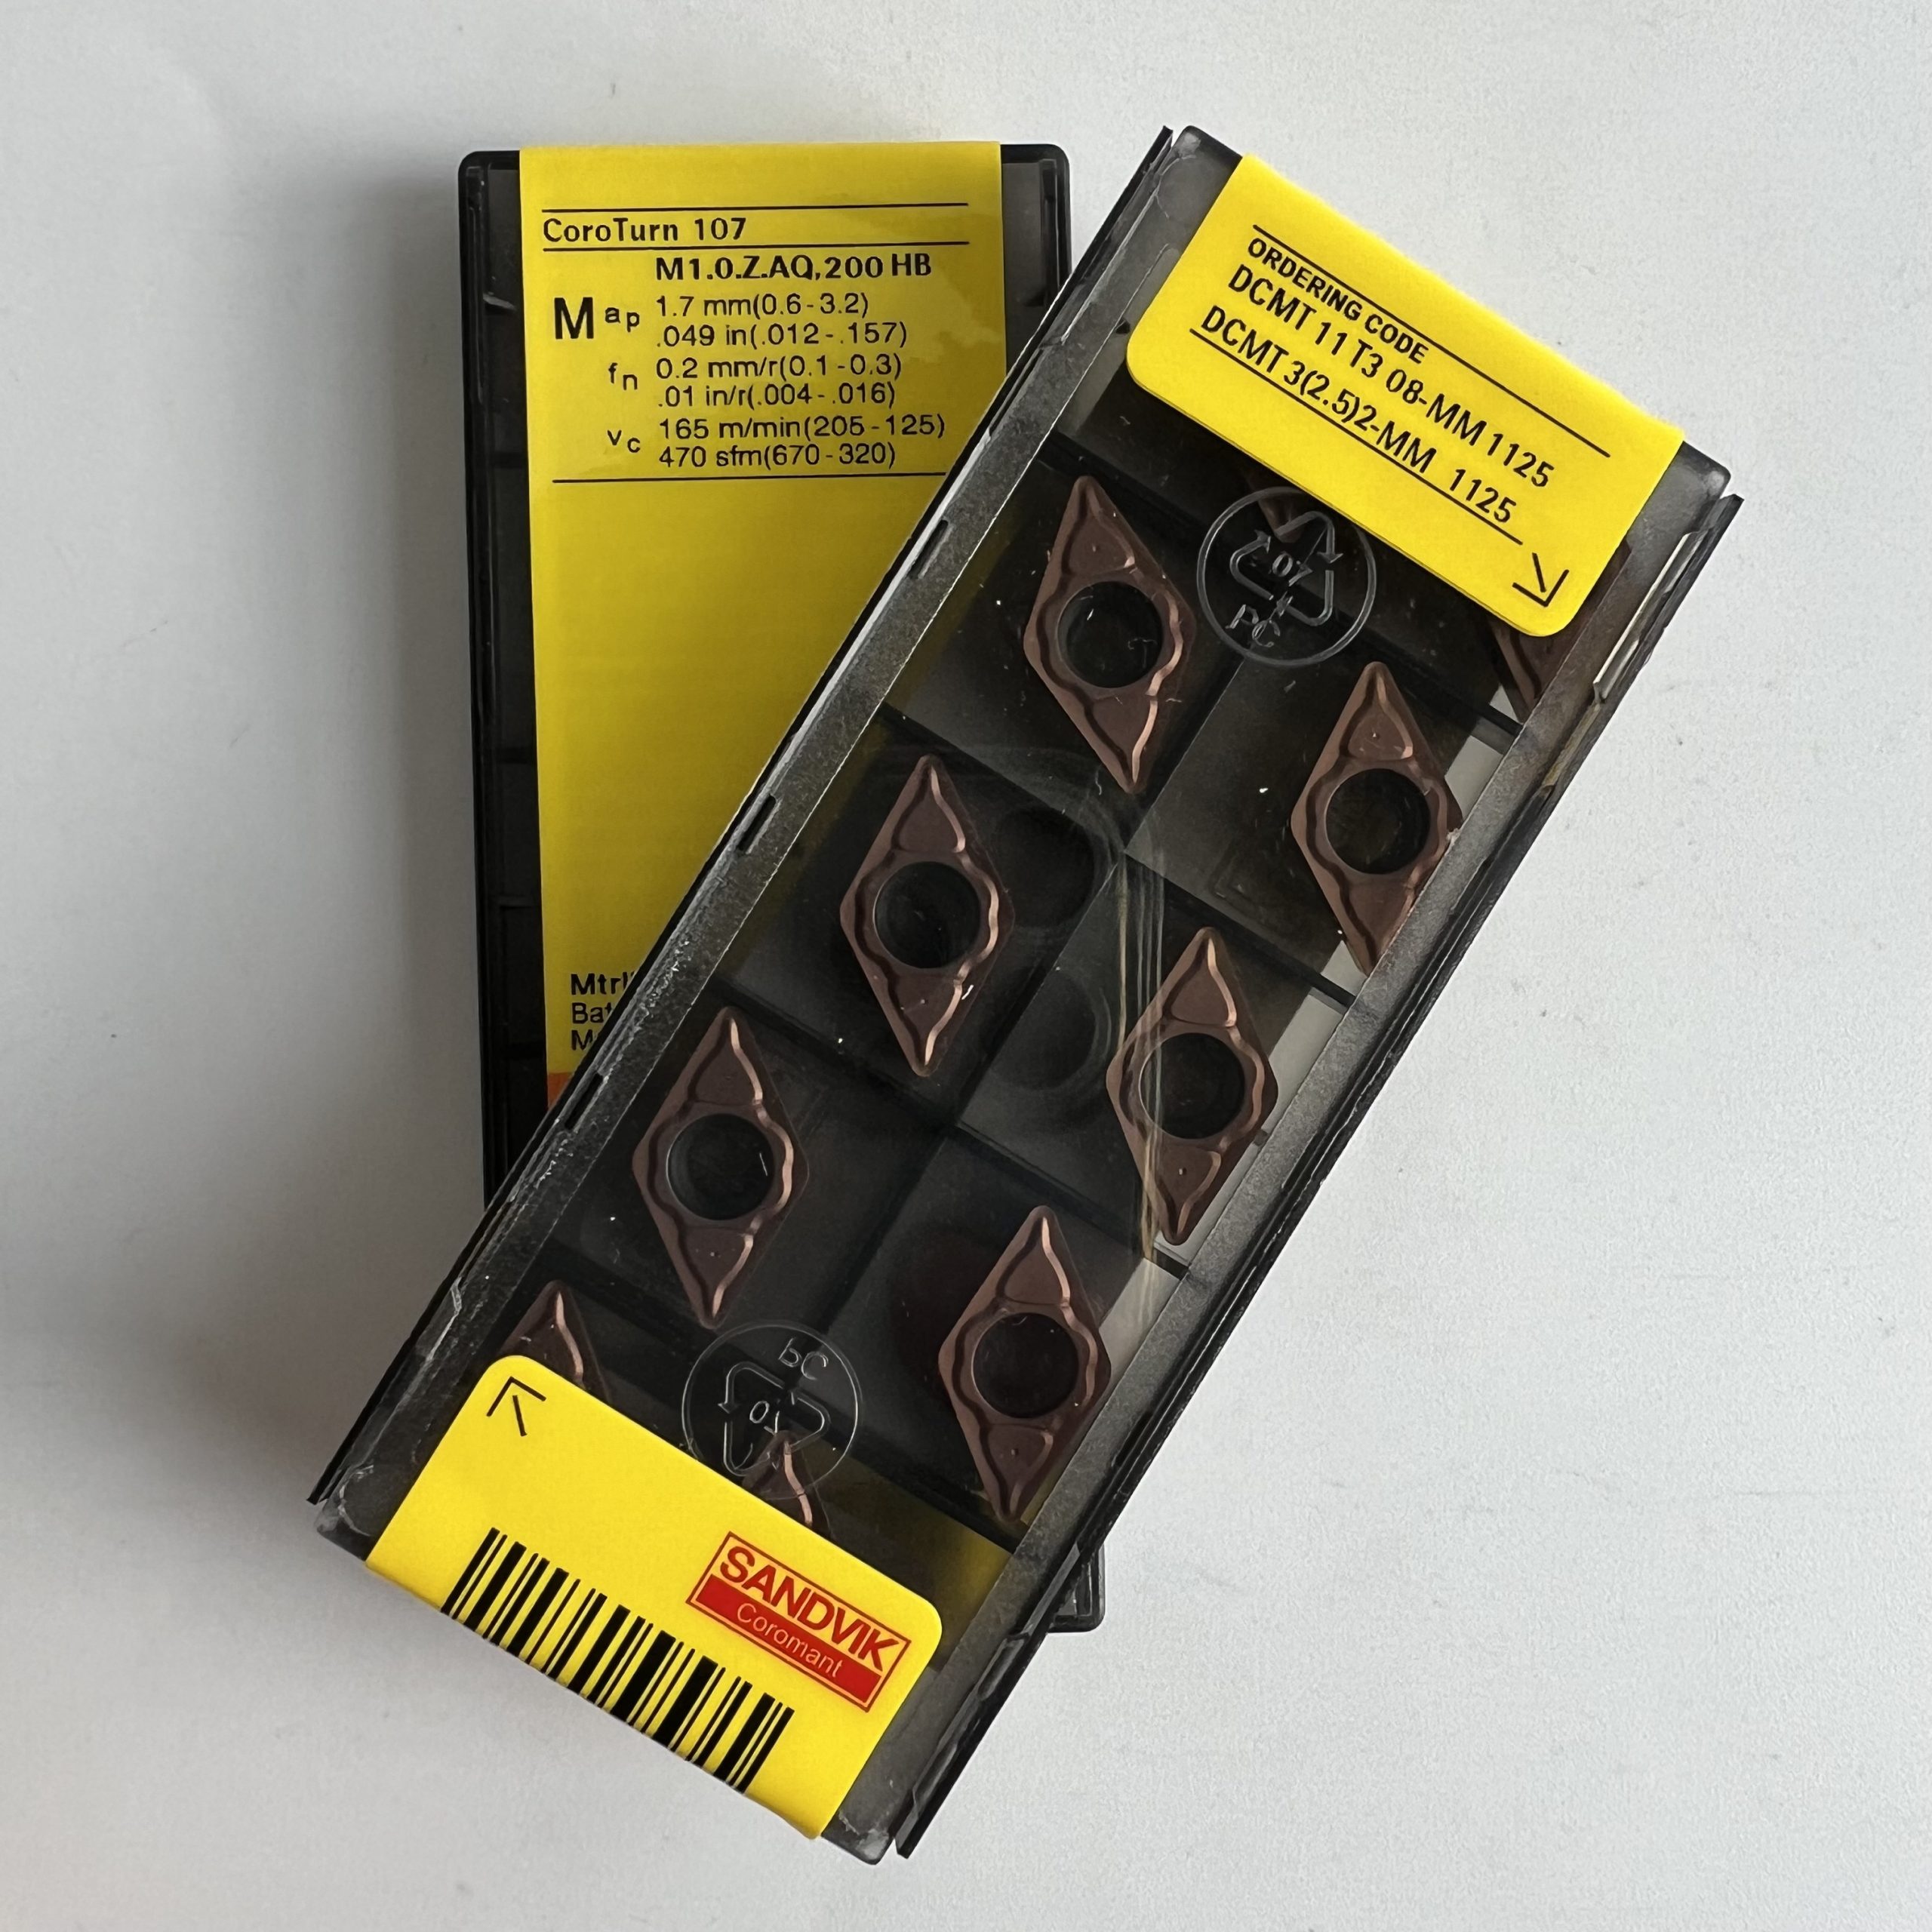 CoroTurn 107
M1.0.Z.AQ,200 HB
M ap 1.7 mm(0.6-3.2)
.049 in(.012-.157)
fn 0.2 mm/r(0.1-0.3)
.01 in/r(.004-.016)
vc 165 m/min(205-125)
470 sfm(670-320)
ORDERING CODE
DCMT 11 T3 08-MM 1125
DCMT 3(2.5)2-MM 1125
07
PC
PC
07
SANDVIK
Coromant